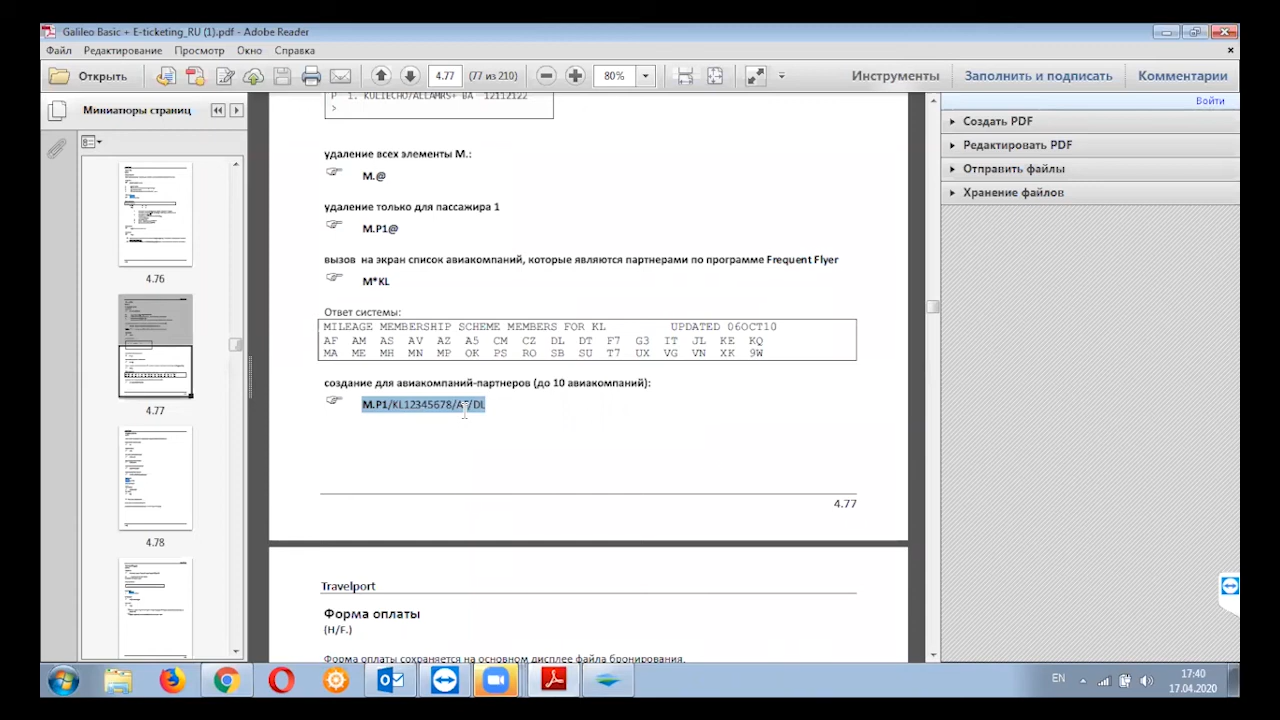 Galileo Basic + E-ticketing_RU (1).pdf - Adobe Reader
Файл Редактирование Просмотр Окно Справка
Открыть 4.77 (77 из 210) 80% Инструменты Заполнить и подписать Комментарии
Миниатюры страниц
Войти
Создать PDF
Редактировать PDF
Отправить файлы
Хранение файлов
4.76
4.77
4.78
P 1. KULIECHO/ALLAMRS+ BA 12112122
>
удаление всех элементы М.:
M.@
удаление только для пассажира 1
M.P1@
вызов на экран список авиакомпаний, которые являются партнерами по программе Frequent Flyer
M*KL
Ответ системы:
MILEAGE MEMBERSHIP SCHEME MEMBERS FOR KL UPDATED 06OCT10
AF AM AS AV AZ A5 CM CZ DL DT F7 G3 IT JL KE KQ
MA ME MH MN MP OK PS RO SB SU T7 UX VG VN XK 9W
создание для авиакомпаний-партнеров (до 10 авиакомпаний):
M.P1/KL12345678/AF/DL
4.77
Travelport
Форма оплаты
(H/F.)
Форма оплаты сохраняется на основном дисплее файла бронирования.
EN
17:40
17.04.2020